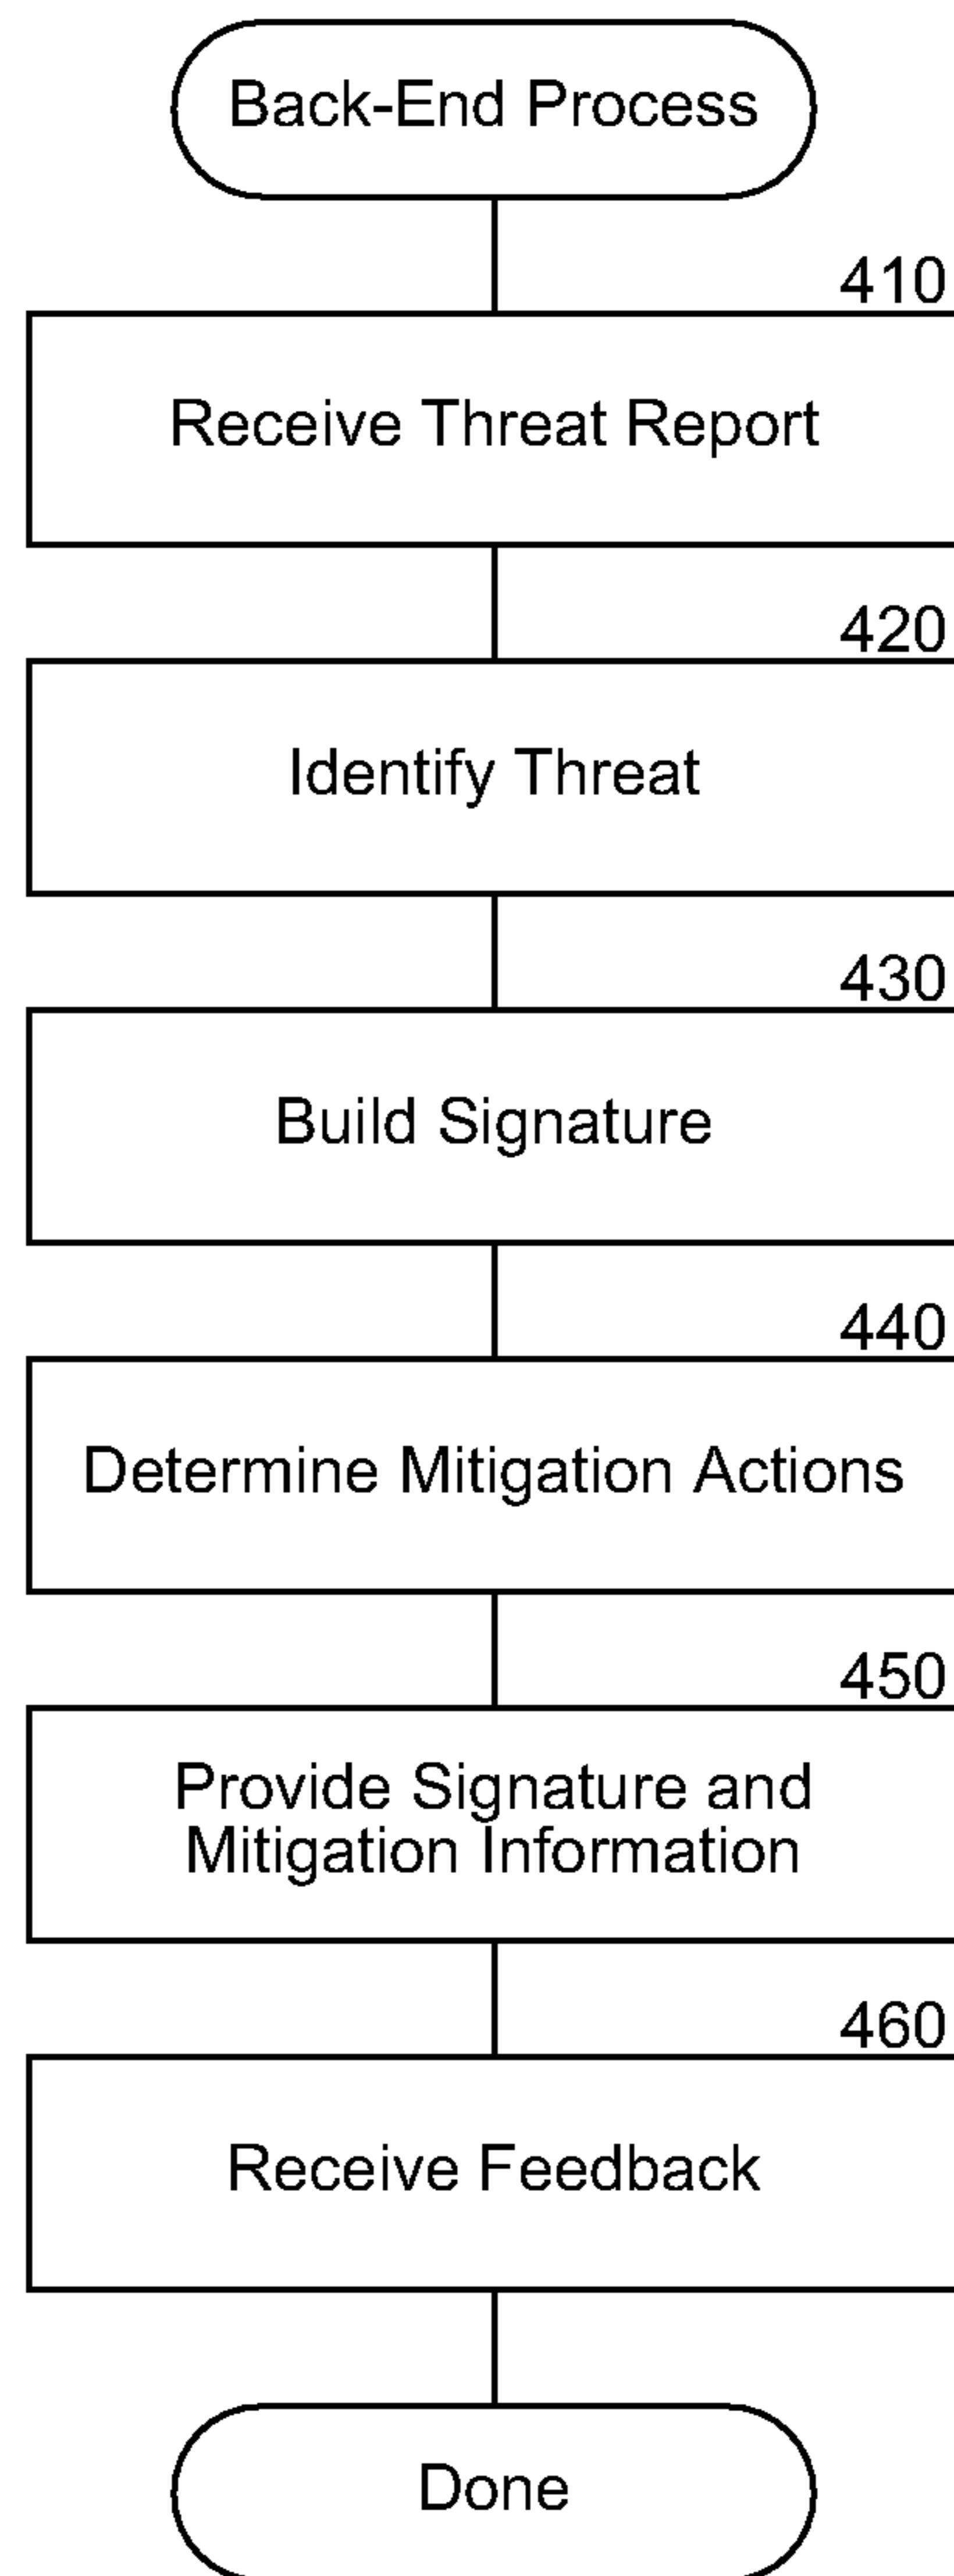 Back-End Process
410
Receive Threat Report
420
Identify Threat
430
Build Signature
440
Determine Mitigation Actions
450
Provide Signature and
Mitigation Information
460
Receive Feedback
Done